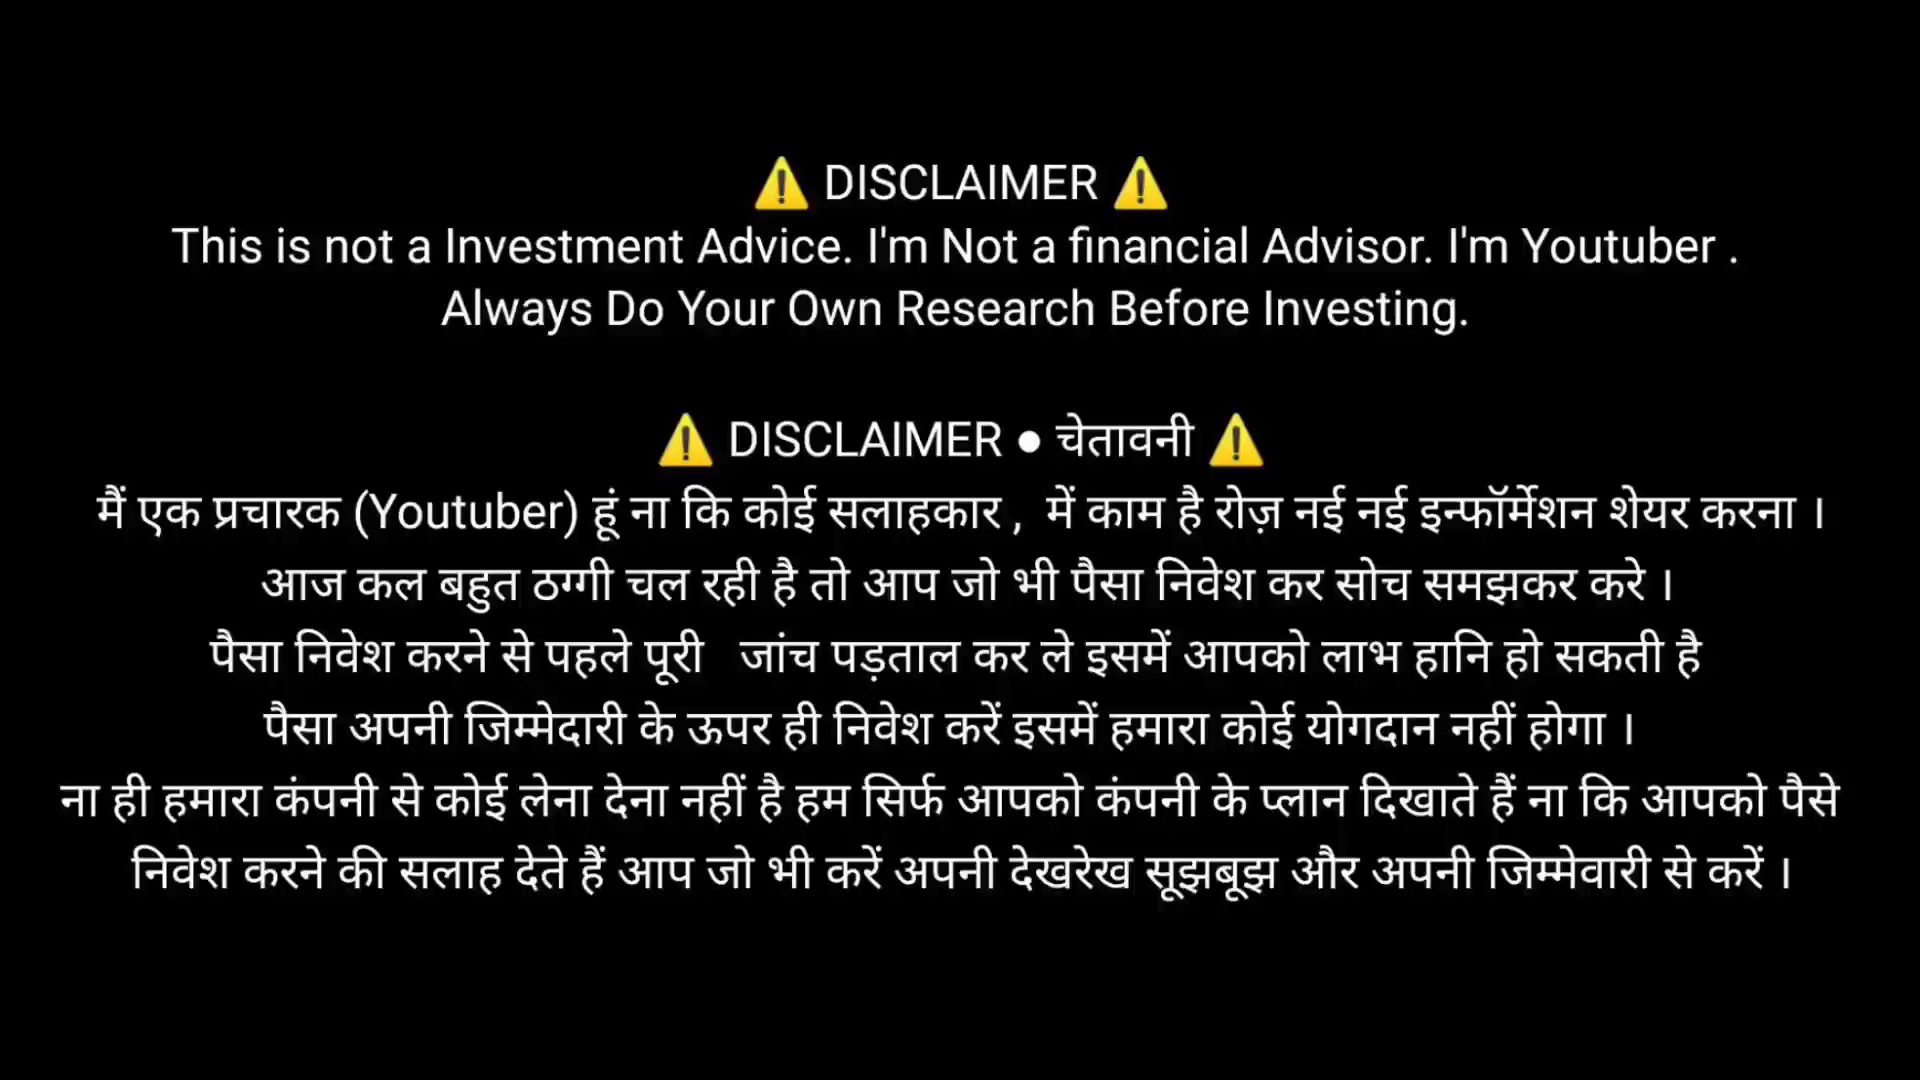 ⚠️ DISCLAIMER ⚠️
This is not a Investment Advice. I'm Not a financial Advisor. I'm Youtuber .
Always Do Your Own Research Before Investing.
⚠️ DISCLAIMER ● चेतावनी ⚠️
मैं एक प्रचारक (Youtuber) हूं ना कि कोई सलाहकार , में काम है रोज़ नई नई इन्फॉर्मेशन शेयर करना ।
आज कल बहुत ठग्गी चल रही है तो आप जो भी पैसा निवेश कर सोच समझकर करे ।
पैसा निवेश करने से पहले पूरी जांच पड़ताल कर ले इसमें आपको लाभ हानि हो सकती है
पैसा अपनी जिम्मेदारी के ऊपर ही निवेश करें इसमें हमारा कोई योगदान नहीं होगा ।
ना ही हमारा कंपनी से कोई लेना देना नहीं है हम सिर्फ आपको कंपनी के प्लान दिखाते हैं ना कि आपको पैसे
निवेश करने की सलाह देते हैं आप जो भी करें अपनी देखरेख सूझबूझ और अपनी जिम्मेवारी से करें ।